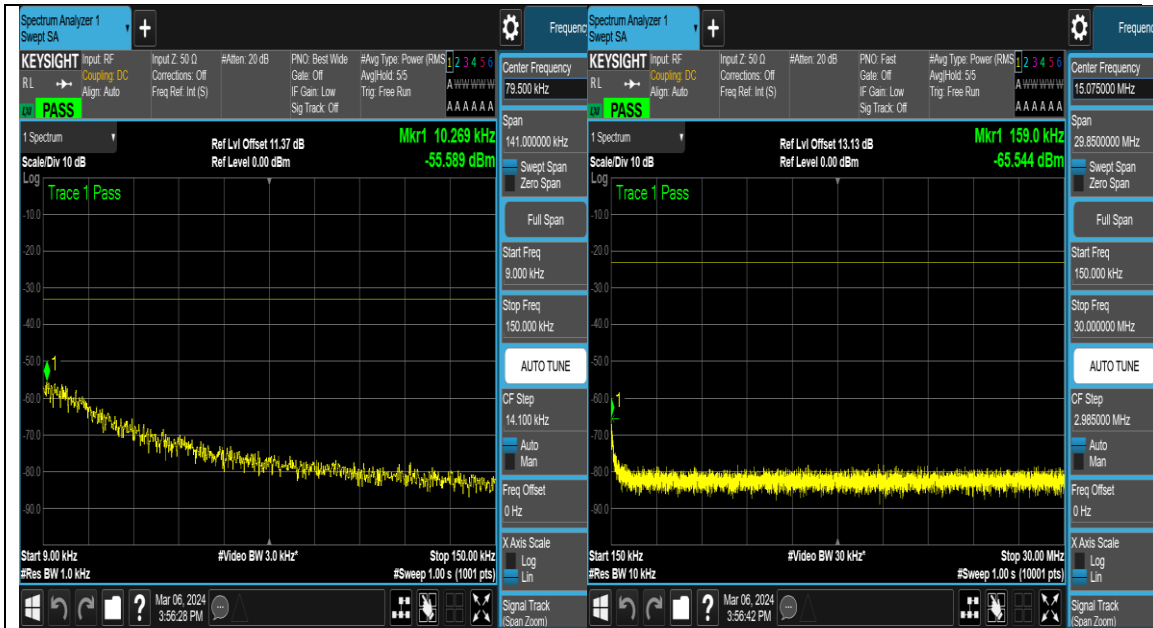 Spectrum Analyzer 1
Swept SA
+
Frequenc
KEYSIGHT
RL
PASS
Input: RF
Coupling: DC
Align: Auto
Input Z: 50 Ω
Corrections: Off
Freq Ref: Int (S)
#Atten: 20 dB
PNO: Best Wide
Gate: Off
IF Gain: Low
Sig Track: Off
#Avg Type: Power (RMS
Avg|Hold: 5/5
Trig: Free Run
1 2 3 4 5 6
A W W W W W
A A A A A A
Center Frequency
79.500 kHz
Span
141.000000 kHz
Swept Span
Zero Span
Full Span
Start Freq
9.000 kHz
Stop Freq
150.000 kHz
AUTO TUNE
CF Step
14.100 kHz
Auto
Man
Freq Offset
0 Hz
X Axis Scale
Log
Lin
Signal Track
(Span Zoom)
1 Spectrum
Scale/Div 10 dB
Log
Ref Lvl Offset 11.37 dB
Ref Level 0.00 dBm
Mkr1 10.269 kHz
-55.589 dBm
Trace 1 Pass
-10.0
-20.0
-30.0
-40.0
-50.0
1
-60.0
-70.0
-80.0
-90.0
Start 9.00 kHz
#Res BW 1.0 kHz
#Video BW 3.0 kHz*
Stop 150.00 kHz
#Sweep 1.00 s (1001 pts)
?
Mar 06, 2024
3:56:28 PM
Spectrum Analyzer 1
Swept SA
+
Frequenc
KEYSIGHT
RL
PASS
Input: RF
Coupling: DC
Align: Auto
Input Z: 50 Ω
Corrections: Off
Freq Ref: Int (S)
#Atten: 20 dB
PNO: Fast
Gate: Off
IF Gain: Low
Sig Track: Off
#Avg Type: Power (RMS
Avg|Hold: 5/5
Trig: Free Run
1 2 3 4 5 6
A W W W W W
A A A A A A
Center Frequency
15.075000 MHz
Span
29.8500000 MHz
Swept Span
Zero Span
Full Span
Start Freq
150.000 kHz
Stop Freq
30.000000 MHz
AUTO TUNE
CF Step
2.985000 MHz
Auto
Man
Freq Offset
0 Hz
X Axis Scale
Log
Lin
Signal Track
(Span Zoom)
1 Spectrum
Scale/Div 10 dB
Log
Ref Lvl Offset 13.13 dB
Ref Level 0.00 dBm
Mkr1 159.0 kHz
-65.544 dBm
Trace 1 Pass
-10.0
-20.0
-30.0
-40.0
-50.0
-60.0
1
-70.0
-80.0
-90.0
Start 150 kHz
#Res BW 10 kHz
#Video BW 30 kHz*
Stop 30.00 MHz
#Sweep 1.00 s (10001 pts)
?
Mar 06, 2024
3:56:42 PM